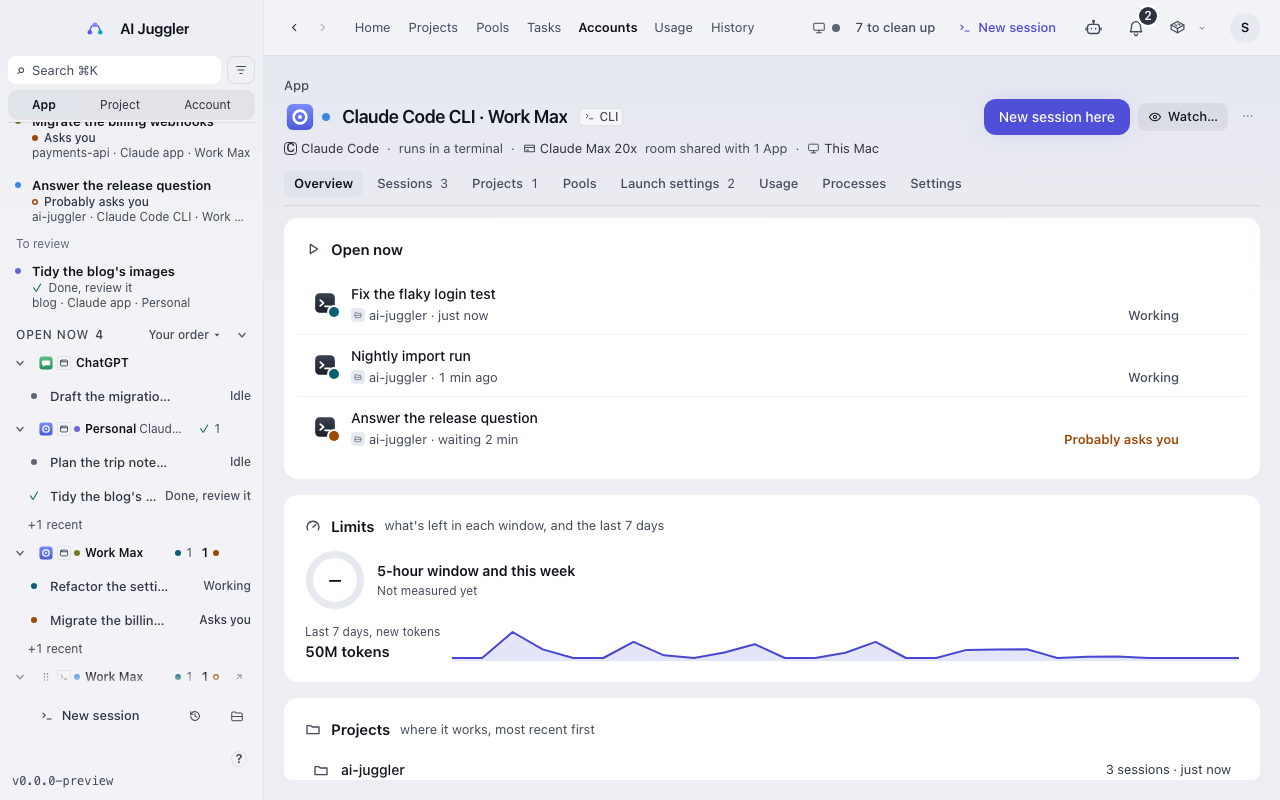 AI Juggler
Search ⌘K
App Project Account
Migrate the billing webhooks
Asks you
payments-api · Claude app · Work Max
Answer the release question
Probably asks you
ai-juggler · Claude Code CLI · Work ...
To review
Tidy the blog's images
Done, review it
blog · Claude app · Personal
OPEN NOW 4 Your order
ChatGPT
Draft the migratio... Idle
Personal Claud... 1
Plan the trip note... Idle
Tidy the blog's ... Done, review it
+1 recent
Work Max 1 1
Refactor the setti... Working
Migrate the billin... Asks you
+1 recent
Work Max 1 1
New session
?
v0.0.0-preview
Home Projects Pools Tasks Accounts Usage History 7 to clean up New session 2 S
App
Claude Code CLI · Work Max CLI New session here Watch... ···
Claude Code · runs in a terminal · Claude Max 20x room shared with 1 App · This Mac
Overview Sessions 3 Projects 1 Pools Launch settings 2 Usage Processes Settings
Open now
Fix the flaky login test
ai-juggler · just now Working
Nightly import run
ai-juggler · 1 min ago Working
Answer the release question
ai-juggler · waiting 2 min Probably asks you
Limits what's left in each window, and the last 7 days
–
5-hour window and this week
Not measured yet
Last 7 days, new tokens
50M tokens
Projects where it works, most recent first
ai-juggler 3 sessions · just now